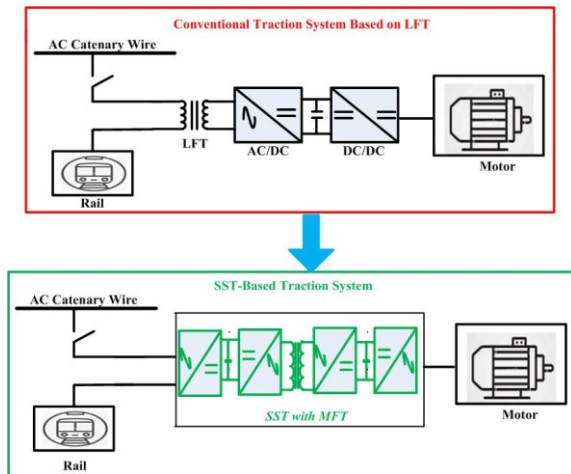 Conventional Traction System Based on LFT
AC Catenary Wire
LFT
AC/DC
DC/DC
Motor
Rail
SST-Based Traction System
AC Catenary Wire
SST with MFT
Motor
Rail